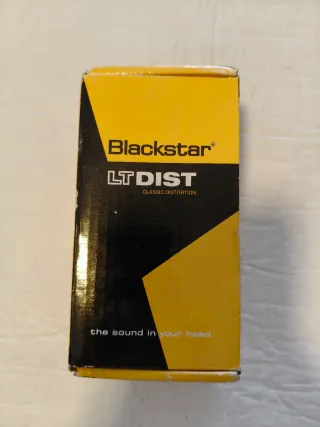 Blackstar®
LT DIST
CLASSIC DISTORTION
the sound in your head